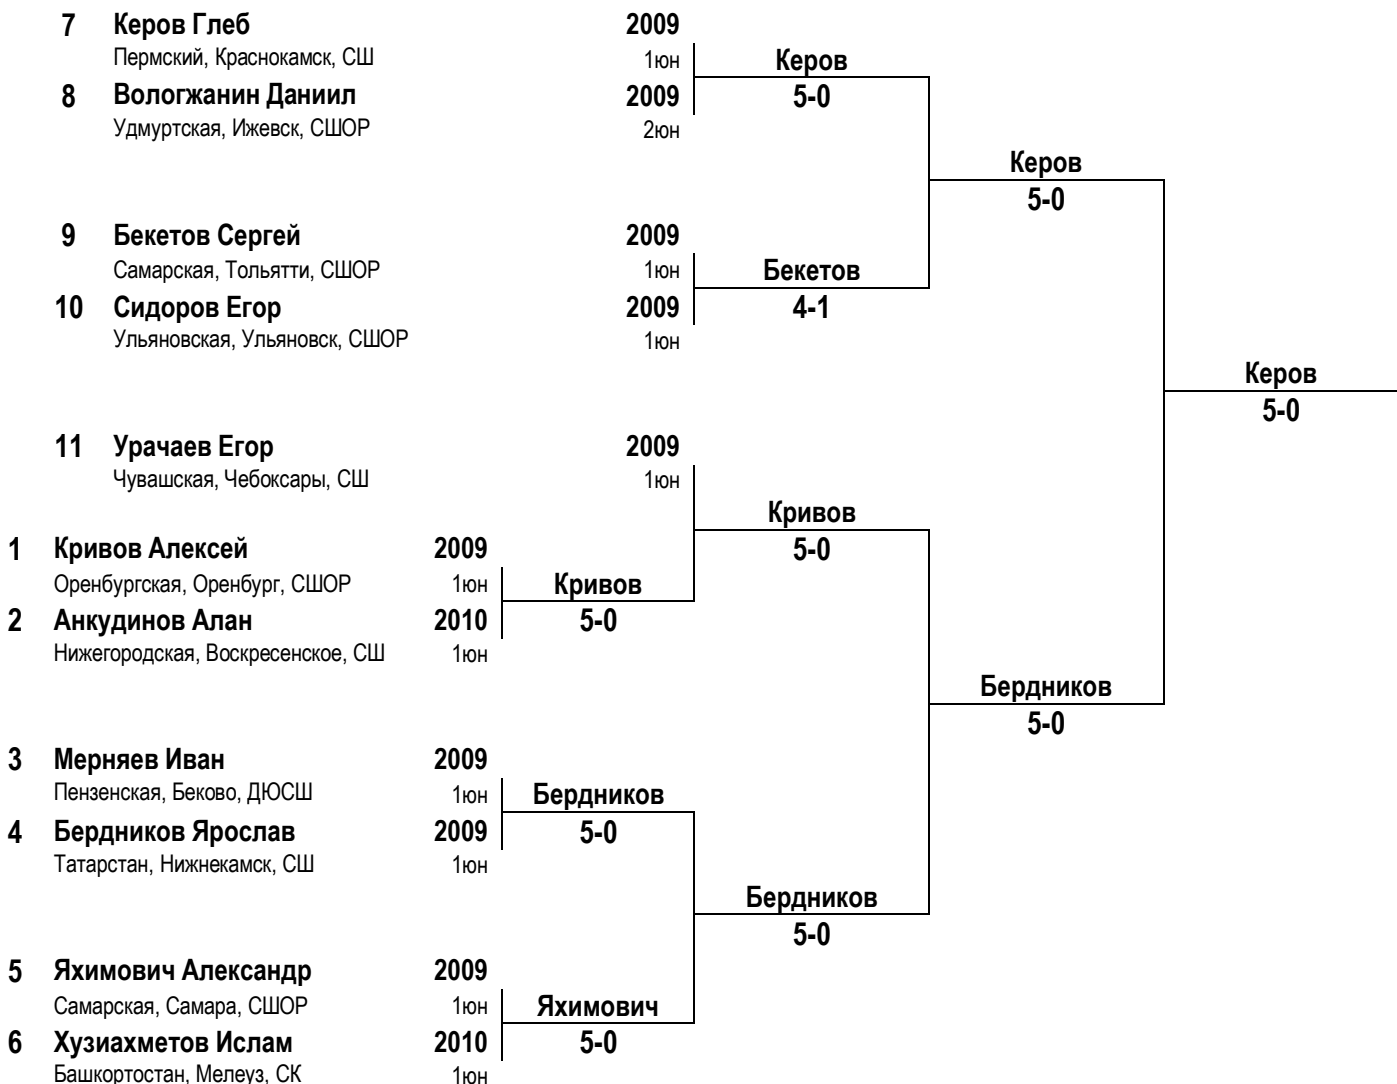 7 Керов Глеб 2009
Пермский, Краснокамск, СШ 1юн Керов
8 Вологжанин Даниил 2009 5-0
Удмуртская, Ижевск, СШОР 2юн
Керов
5-0
9 Бекетов Сергей 2009
Самарская, Тольятти, СШОР 1юн Бекетов
10 Сидоров Егор 2009 4-1
Ульяновская, Ульяновск, СШОР 1юн
Керов
5-0
11 Урачаев Егор 2009
Чувашская, Чебоксары, СШ 1юн
Кривов
1 Кривов Алексей 2009 5-0
Оренбургская, Оренбург, СШОР 1юн Кривов
2 Анкудинов Алан 2010 5-0
Нижегородская, Воскресенское, СШ 1юн
Бердников
5-0
3 Мерняев Иван 2009
Пензенская, Беково, ДЮСШ 1юн Бердников
4 Бердников Ярослав 2009 5-0
Татарстан, Нижнекамск, СШ 1юн
Бердников
5-0
5 Яхимович Александр 2009
Самарская, Самара, СШОР 1юн Яхимович
6 Хузиахметов Ислам 2010 5-0
Башкортостан, Мелеуз, СК 1юн